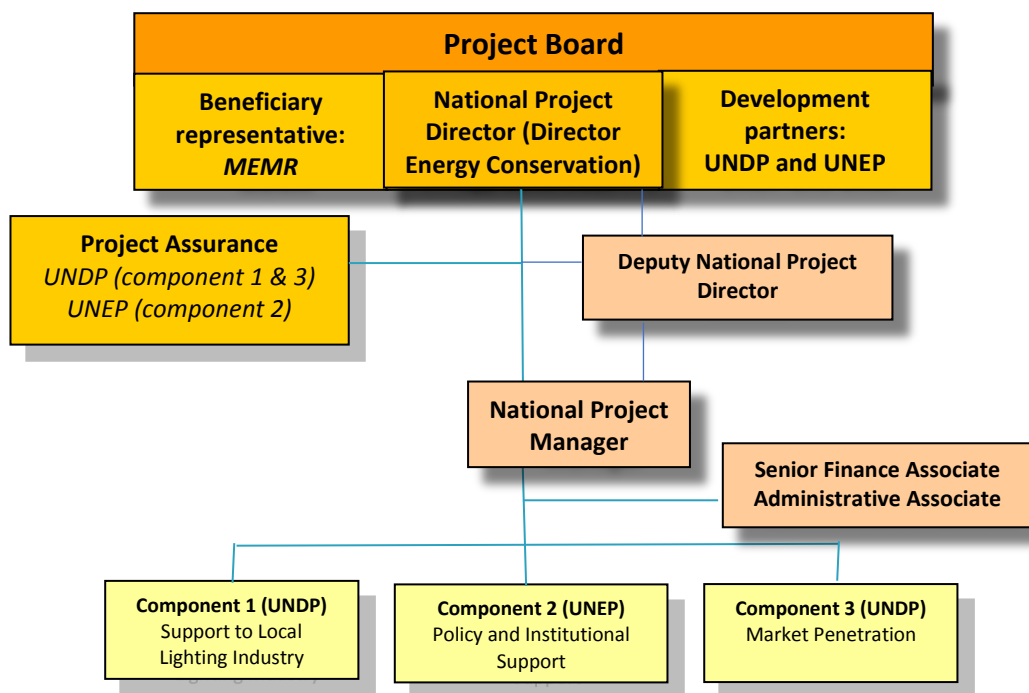 Project Board
Beneficiary
representative:
MEMR
National Project
Director (Director
Energy Conservation)
Development
partners:
UNDP and UNEP
Project Assurance
UNDP (component 1 & 3)
UNEP (component 2)
Deputy National Project
Director
National Project
Manager
Senior Finance Associate
Administrative Associate
Component 1 (UNDP)
Support to Local
Lighting Industry
Component 2 (UNEP)
Policy and Institutional
Support
Component 3 (UNDP)
Market Penetration